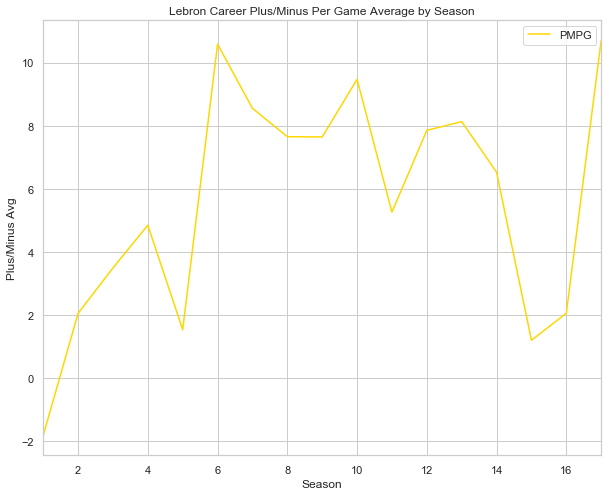 Lebron Career Plus/Minus Per Game Average by Season
PMPG
10
8
6
4
2
0
−2
Plus/Minus Avg
2 4 6 8 10 12 14 16
Season